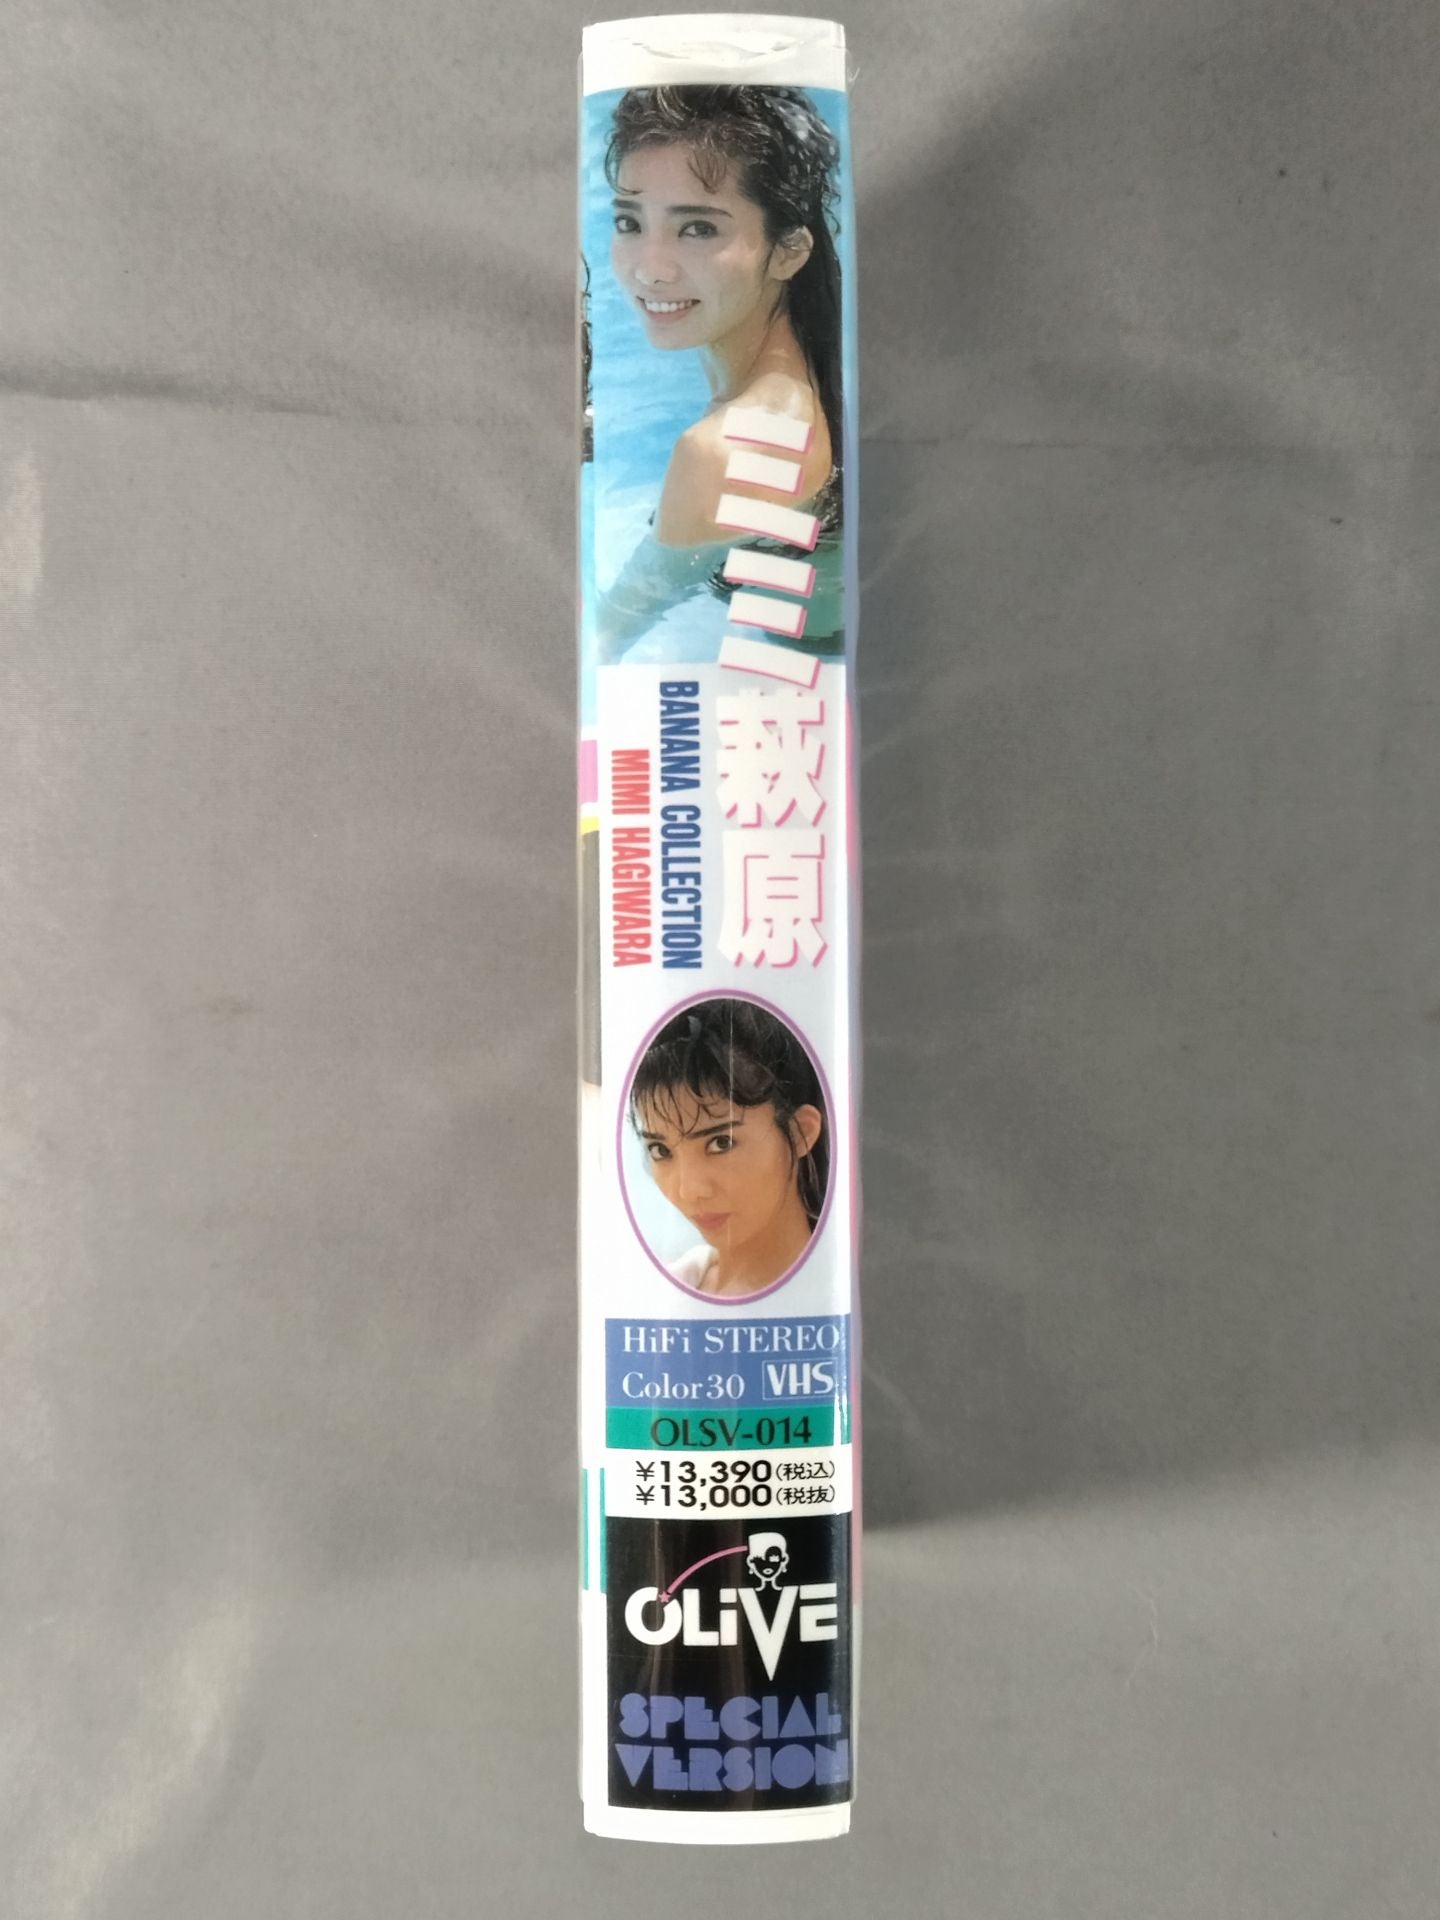 ミミ萩原
BANANA COLLECTION
MIMI HAGIWARA
HiFi STEREO
Color 30 VHS
OLSV-014
¥13,390(税込)
¥13,000(税抜)
OLiVE
SPECIAL
VERSION